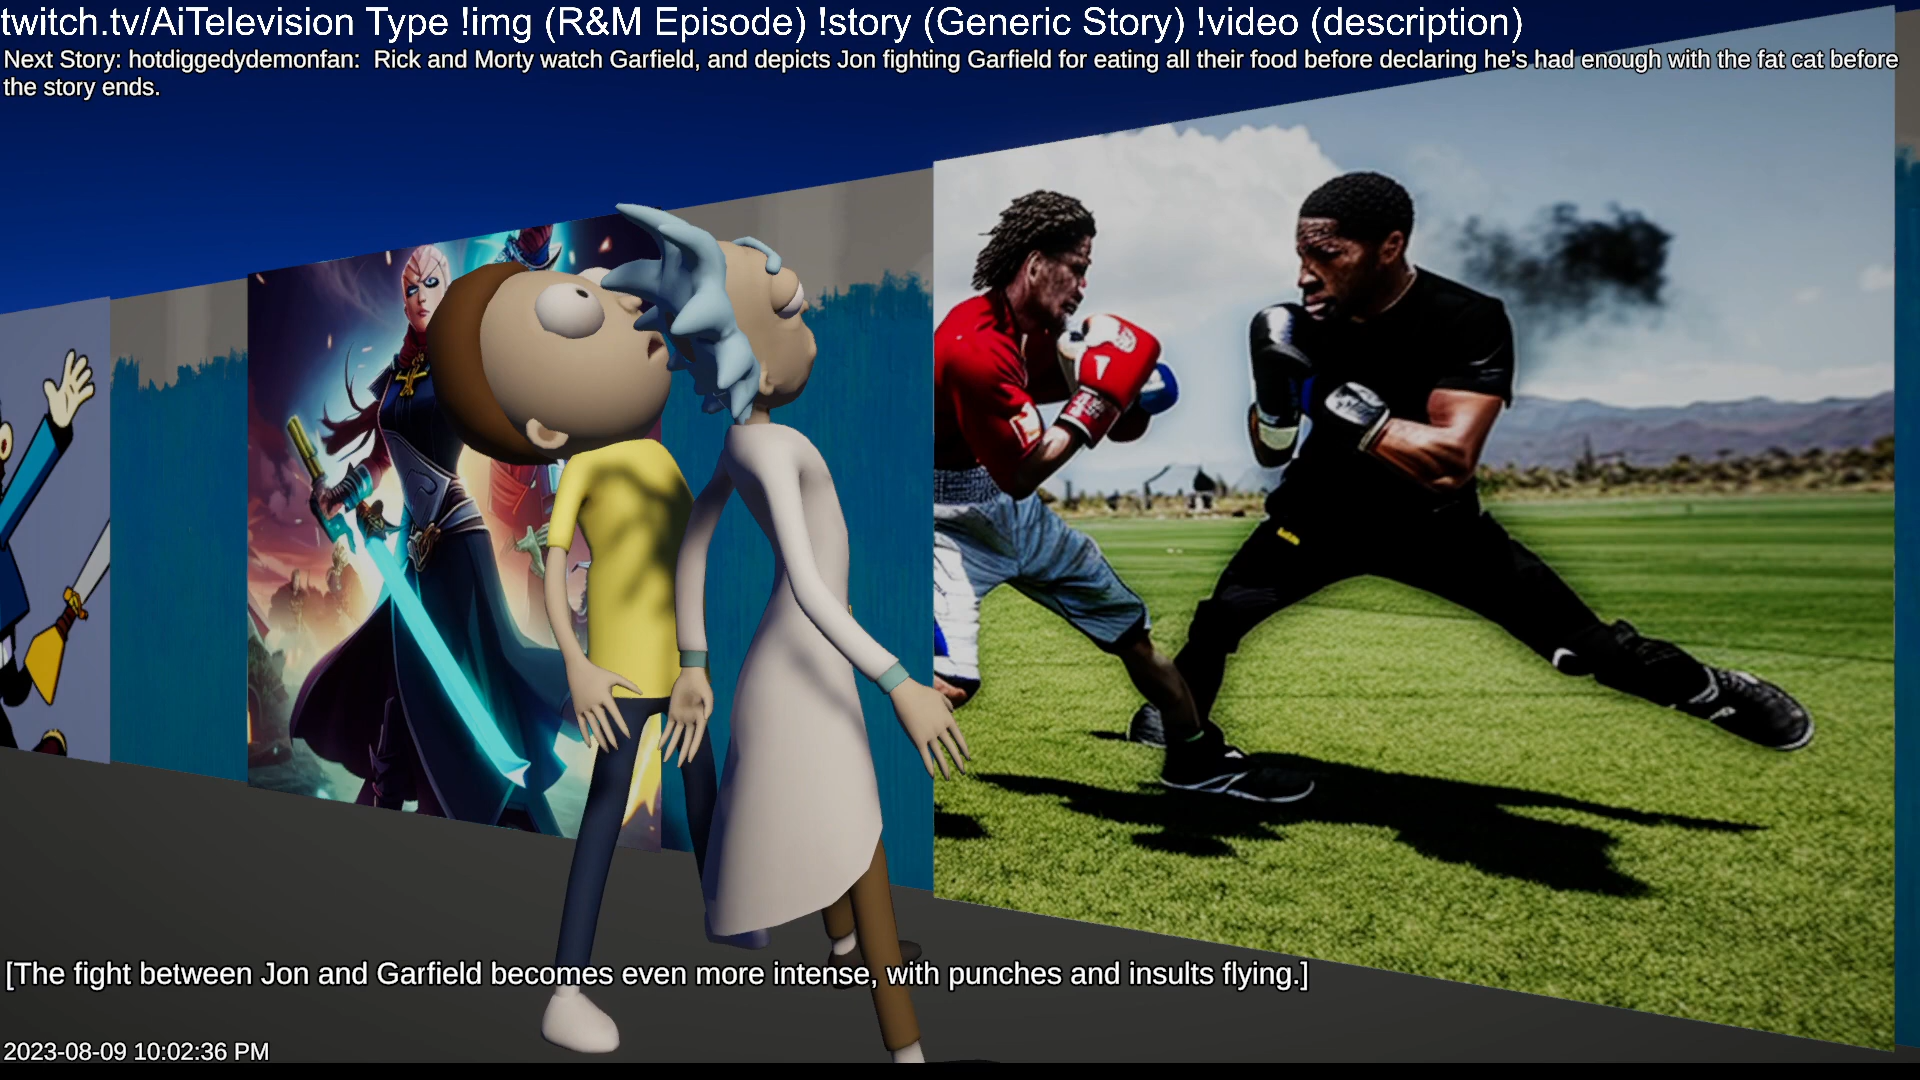 twitch.tv/AiTelevision Type !img (R&M Episode) !story (Generic Story) !video (description)
Next Story: hotdiggedydemonfan:  Rick and Morty watch Garfield, and depicts Jon fighting Garfield for eating all their food before declaring he's had enough with the fat cat before
the story ends.
[The fight between Jon and Garfield becomes even more intense, with punches and insults flying.]
2023-08-09 10:02:36 PM